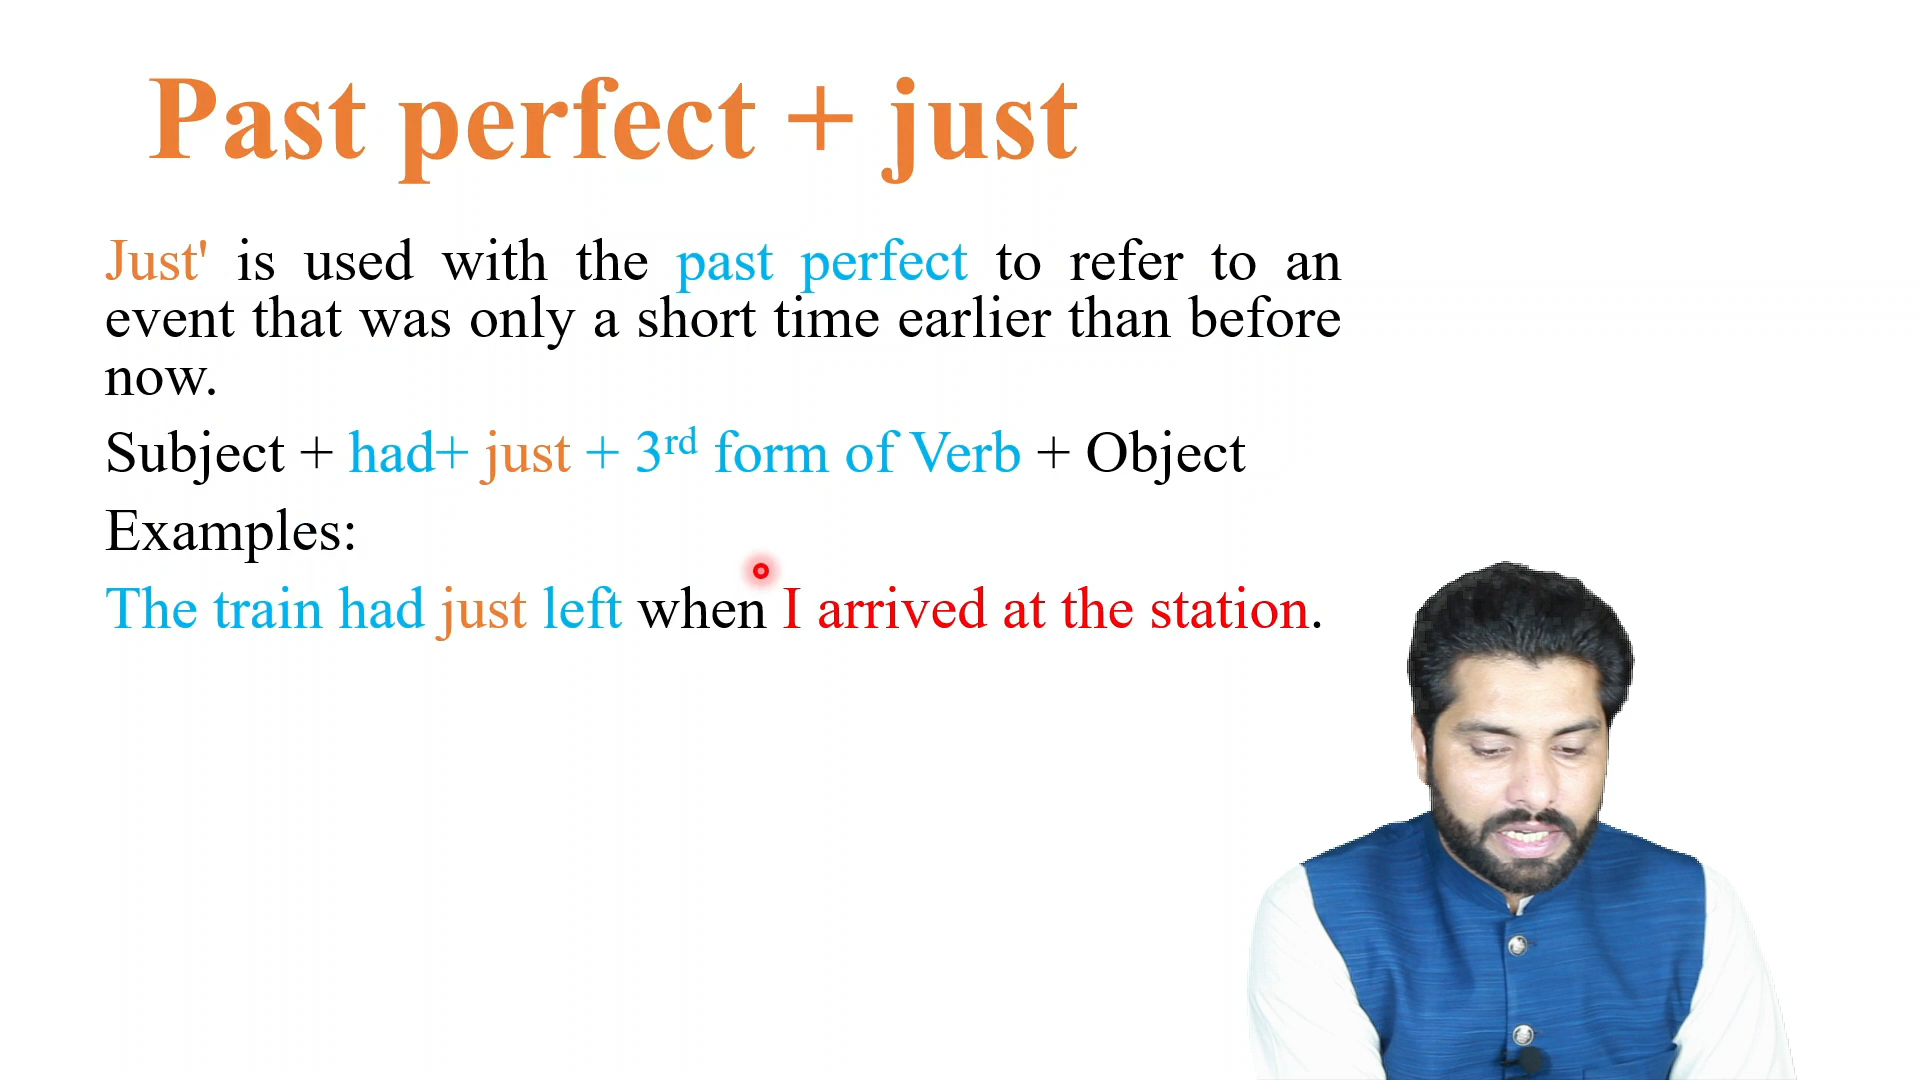 Past perfect + just
Just' is used with the past perfect to refer to an
event that was only a short time earlier than before
now.
Subject + had+ just + 3rd form of Verb + Object
Examples:
The train had just left when I arrived at the station.